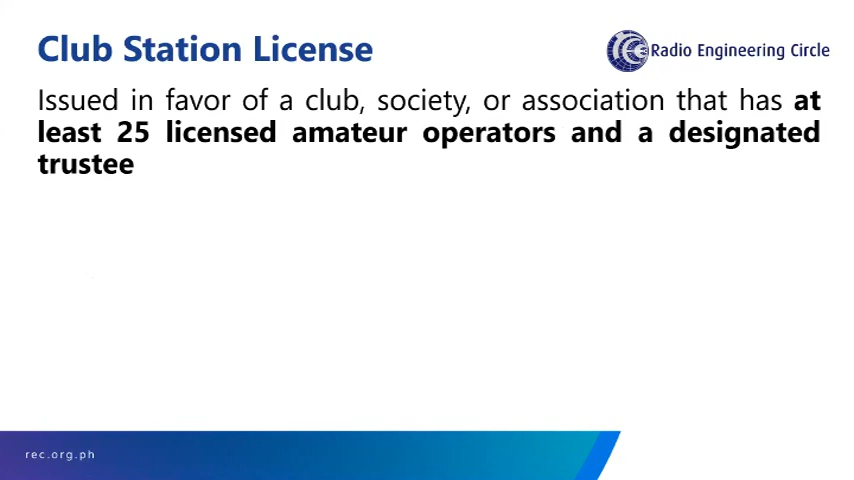 Club Station License
Radio Engineering Circle
Issued in favor of a club, society, or association that has at
least 25 licensed amateur operators and a designated
trustee
rec.org.ph